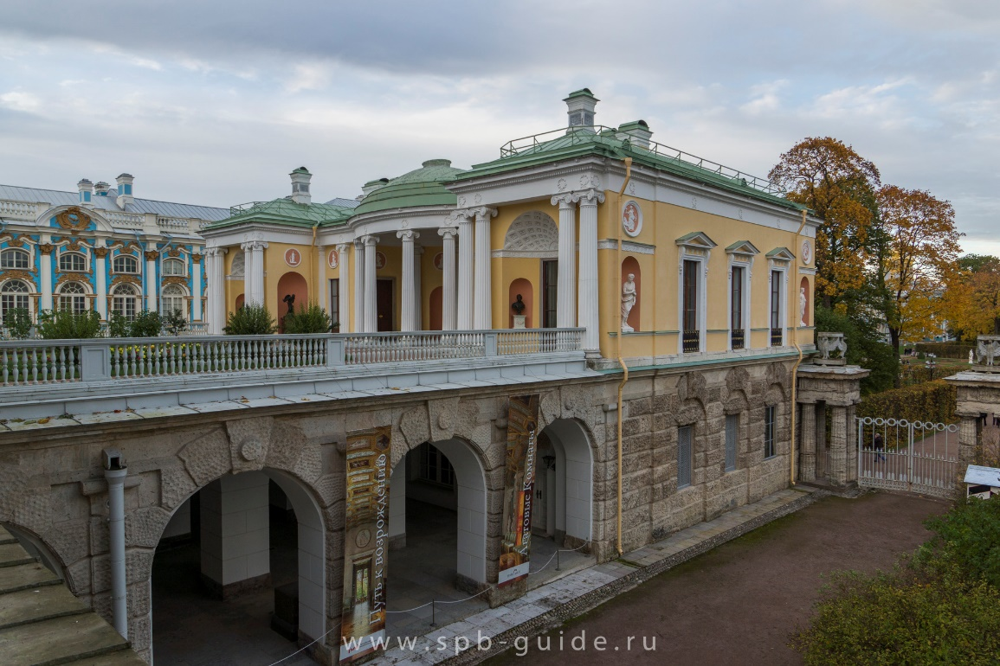 Путь к возрождению
Агатовые Комнаты
www.spb-guide.ru